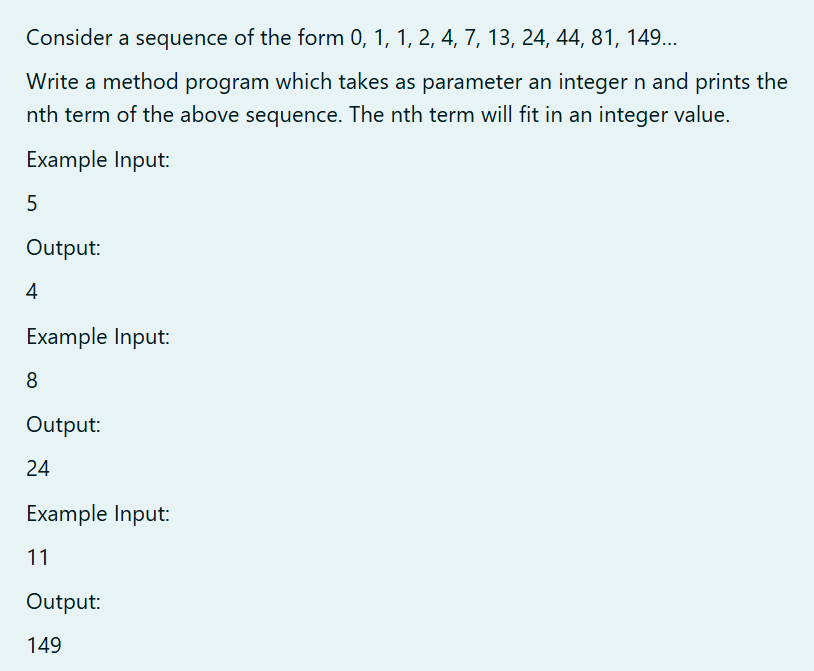 Consider a sequence of the form 0, 1, 1, 2, 4, 7, 13, 24, 44, 81, 149...
Write a method program which takes as parameter an integer n and prints the
nth term of the above sequence. The nth term will fit in an integer value.
Example Input:
5
Output:
4
Example Input:
8
Output:
24
Example Input:
11
Output:
149